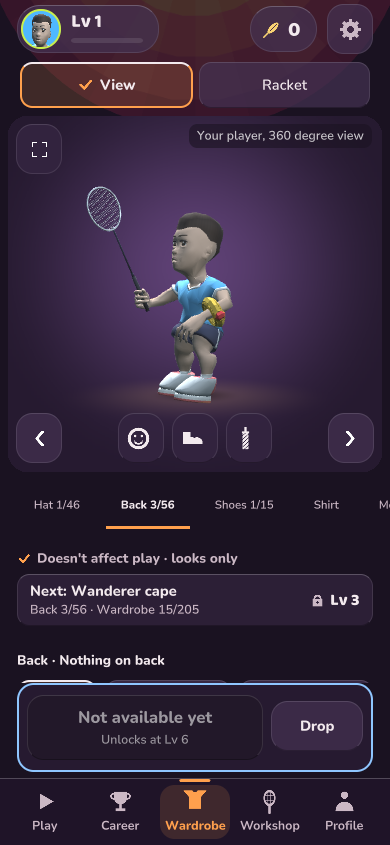 Lv 1
0
View
Racket
Your player, 360 degree view
Hat 1/46
Back 3/56
Shoes 1/15
Shirt
Doesn't affect play · looks only
Next: Wanderer cape
Back 3/56 · Wardrobe 15/205
Lv 3
Back · Nothing on back
Not available yet
Unlocks at Lv 6
Drop
Play
Career
Wardrobe
Workshop
Profile